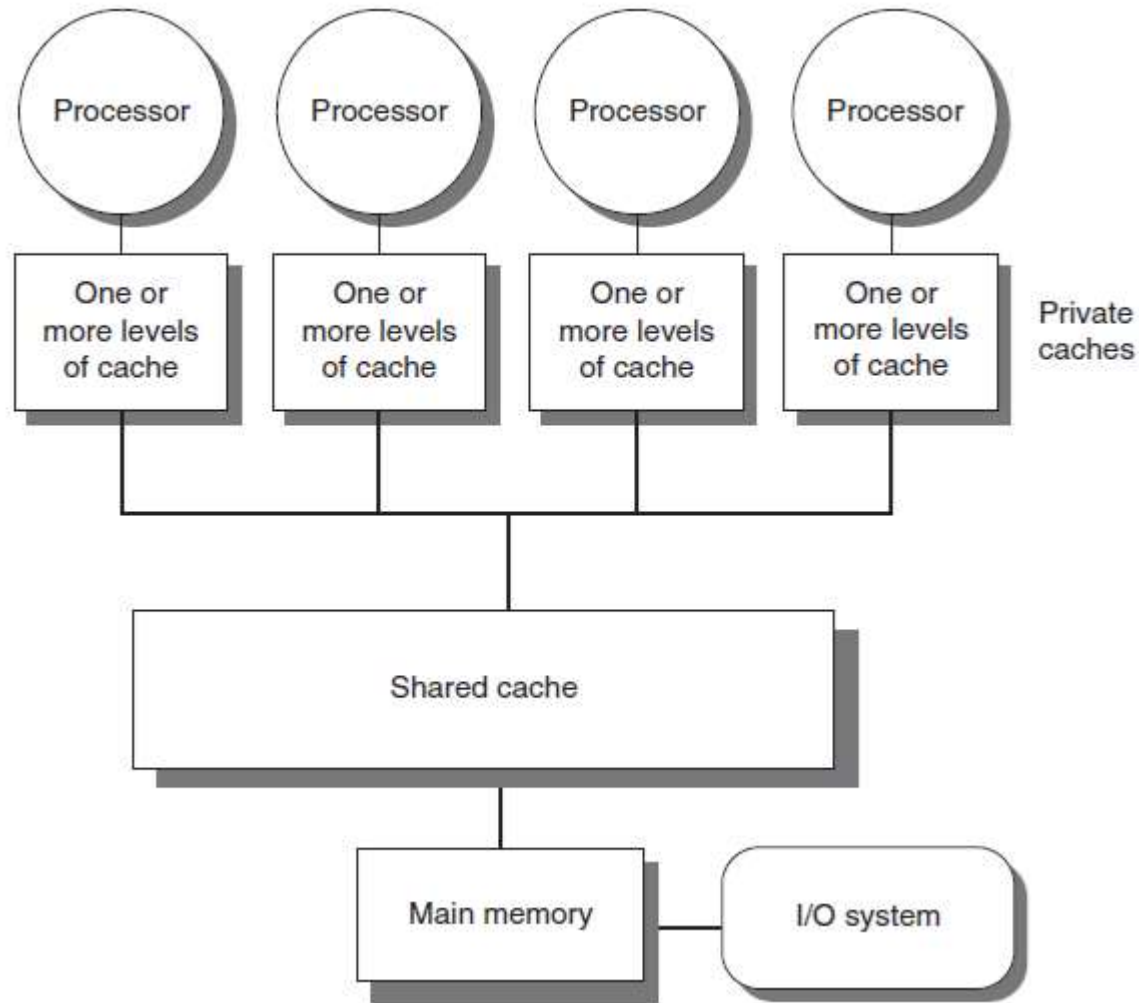 Processor
Processor
Processor
Processor
One or
more levels
of cache
One or
more levels
of cache
One or
more levels
of cache
One or
more levels
of cache
Private
caches
Shared cache
Main memory
I/O system